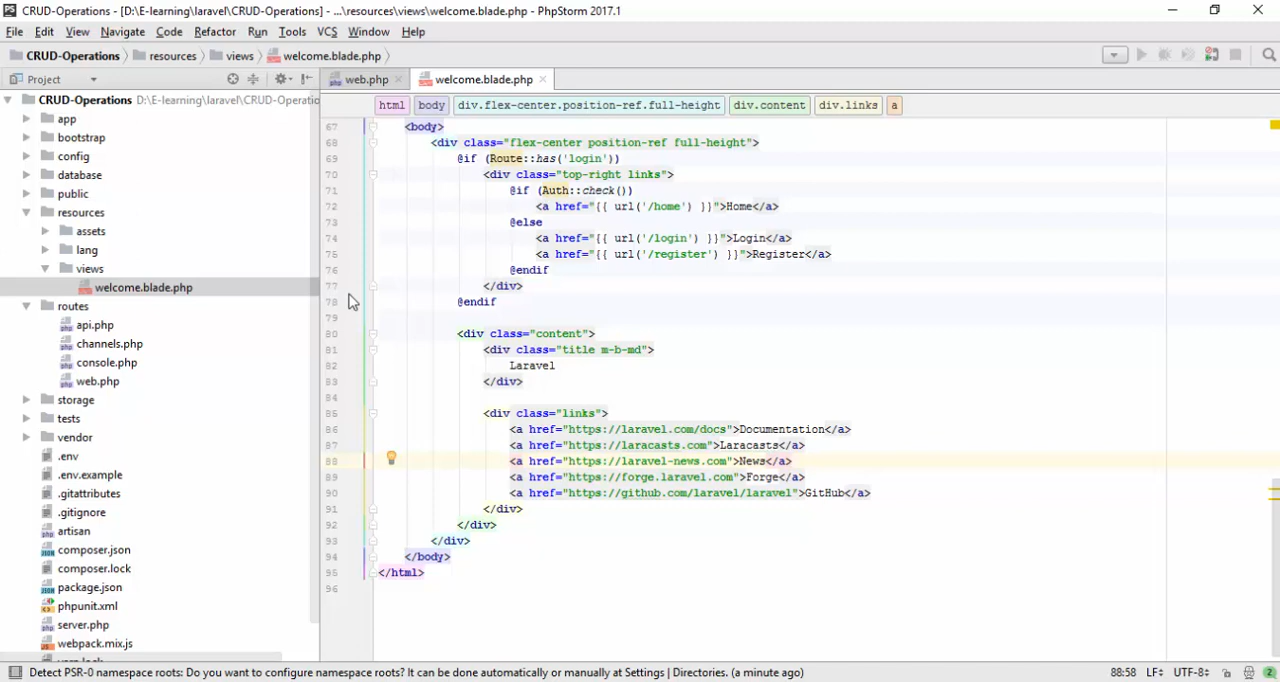 CRUD-Operations - [D:\E-learning\laravel\CRUD-Operations] - ...\resources\views\welcome.blade.php - PhpStorm 2017.1
File Edit View Navigate Code Refactor Run Tools VCS Window Help
CRUD-Operations resources views welcome.blade.php
Project web.php welcome.blade.php
html body div.flex-center.position-ref.full-height div.content div.links a
CRUD-Operations D:\E-learning\laravel\CRUD-Operatio
app
bootstrap
config
database
public
resources
assets
lang
views
welcome.blade.php
routes
api.php
channels.php
console.php
web.php
storage
tests
vendor
.env
.env.example
.gitattributes
.gitignore
artisan
composer.json
composer.lock
package.json
phpunit.xml
server.php
webpack.mix.js
67 <body>
68 <div class="flex-center position-ref full-height">
69 @if (Route::has('login'))
70 <div class="top-right links">
71 @if (Auth::check())
72 <a href="{{ url('/home') }}">Home</a>
73 @else
74 <a href="{{ url('/login') }}">Login</a>
75 <a href="{{ url('/register') }}">Register</a>
76 @endif
77 </div>
78 @endif
79
80 <div class="content">
81 <div class="title m-b-md">
82 Laravel
83 </div>
84
85 <div class="links">
86 <a href="https://laravel.com/docs">Documentation</a>
87 <a href="https://laracasts.com">Laracasts</a>
88 <a href="https://laravel-news.com">News</a>
89 <a href="https://forge.laravel.com">Forge</a>
90 <a href="https://github.com/laravel/laravel">GitHub</a>
91 </div>
92 </div>
93 </div>
94 </body>
95 </html>
96
Detect PSR-0 namespace roots: Do you want to configure namespace roots? It can be done automatically or manually at Settings | Directories. (a minute ago) 88:58 LF UTF-8 2